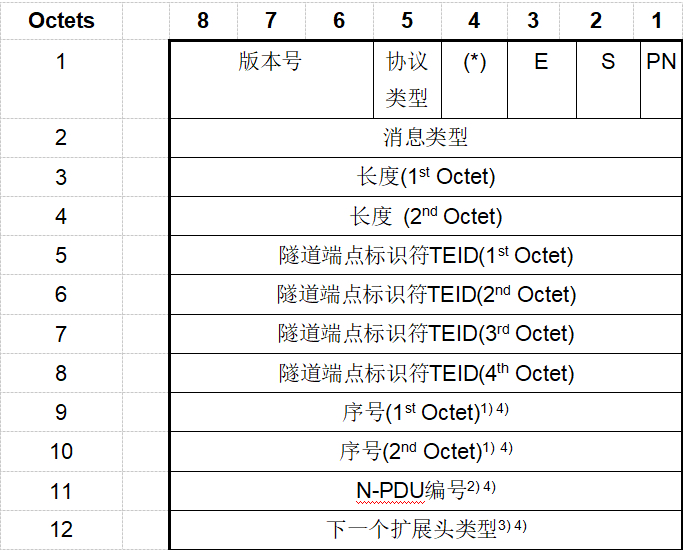 Octets 8 7 6 5 4 3 2 1
1 版本号 协议类型 (*) E S PN
2 消息类型
3 长度(1st Octet)
4 长度 (2nd Octet)
5 隧道端点标识符TEID(1st Octet)
6 隧道端点标识符TEID(2nd Octet)
7 隧道端点标识符TEID(3rd Octet)
8 隧道端点标识符TEID(4th Octet)
9 序号(1st Octet)1) 4)
10 序号(2nd Octet)1) 4)
11 N-PDU编号2) 4)
12 下一个扩展头类型3) 4)